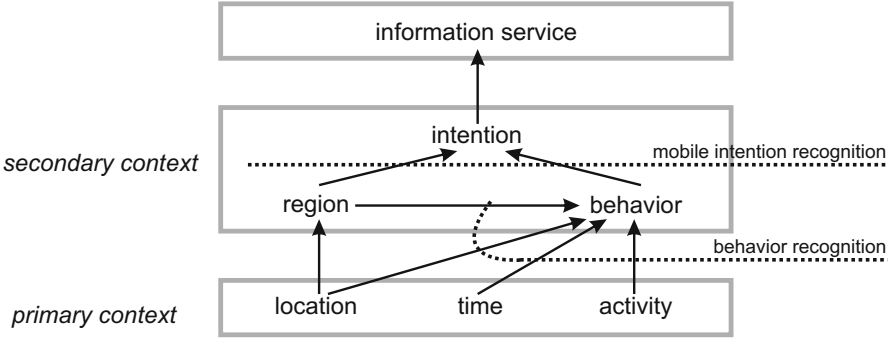 information service
intention
secondary context
mobile intention recognition
region
behavior
behavior recognition
location time activity
primary context